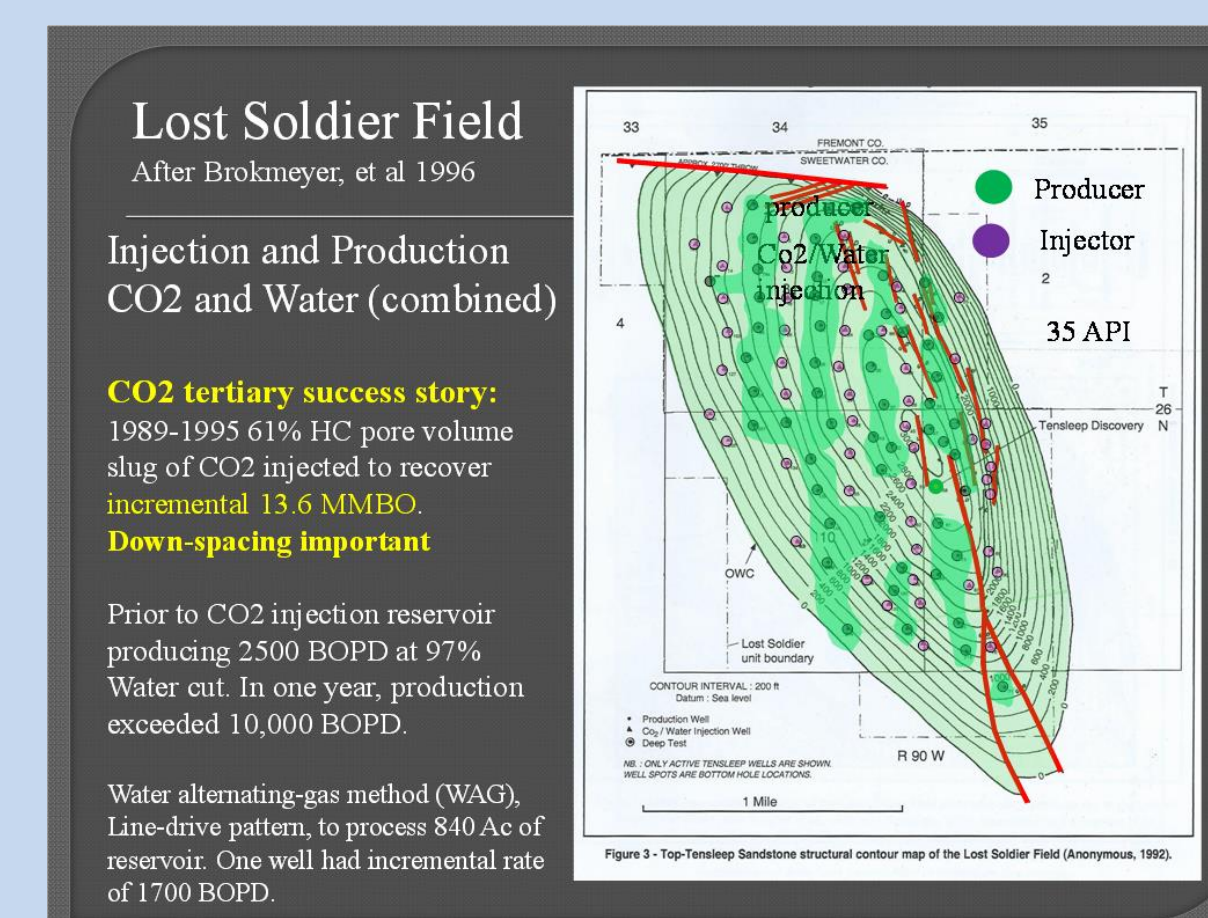 Lost Soldier Field
After Brokmeyer, et al 1996
Injection and Production
CO2 and Water (combined)
CO2 tertiary success story:
1989-1995 61% HC pore volume
slug of CO2 injected to recover
incremental 13.6 MMBO.
Down-spacing important
Prior to CO2 injection reservoir
producing 2500 BOPD at 97%
Water cut. In one year, production
exceeded 10,000 BOPD.
Water alternating-gas method (WAG),
Line-drive pattern, to process 840 Ac of
reservoir. One well had incremental rate
of 1700 BOPD.
33
34
35
FREMONT CO.
SWEETWATER CO.
APPROX. 2700' THROW
Producer
Injector
producer
Co2/Water
injection
2
35 API
4
T
26
N
Tensleep Discovery
10
OWC
Lost Soldier
unit boundary
CONTOUR INTERVAL : 200 ft
Datum : Sea level
Production Well
Co2 / Water Injection Well
Deep Test
NB. : ONLY ACTIVE TENSLEEP WELLS ARE SHOWN.
WELL SPOTS ARE BOTTOM HOLE LOCATIONS.
R 90 W
1 Mile
Figure 3 - Top-Tensleep Sandstone structural contour map of the Lost Soldier Field (Anonymous, 1992).